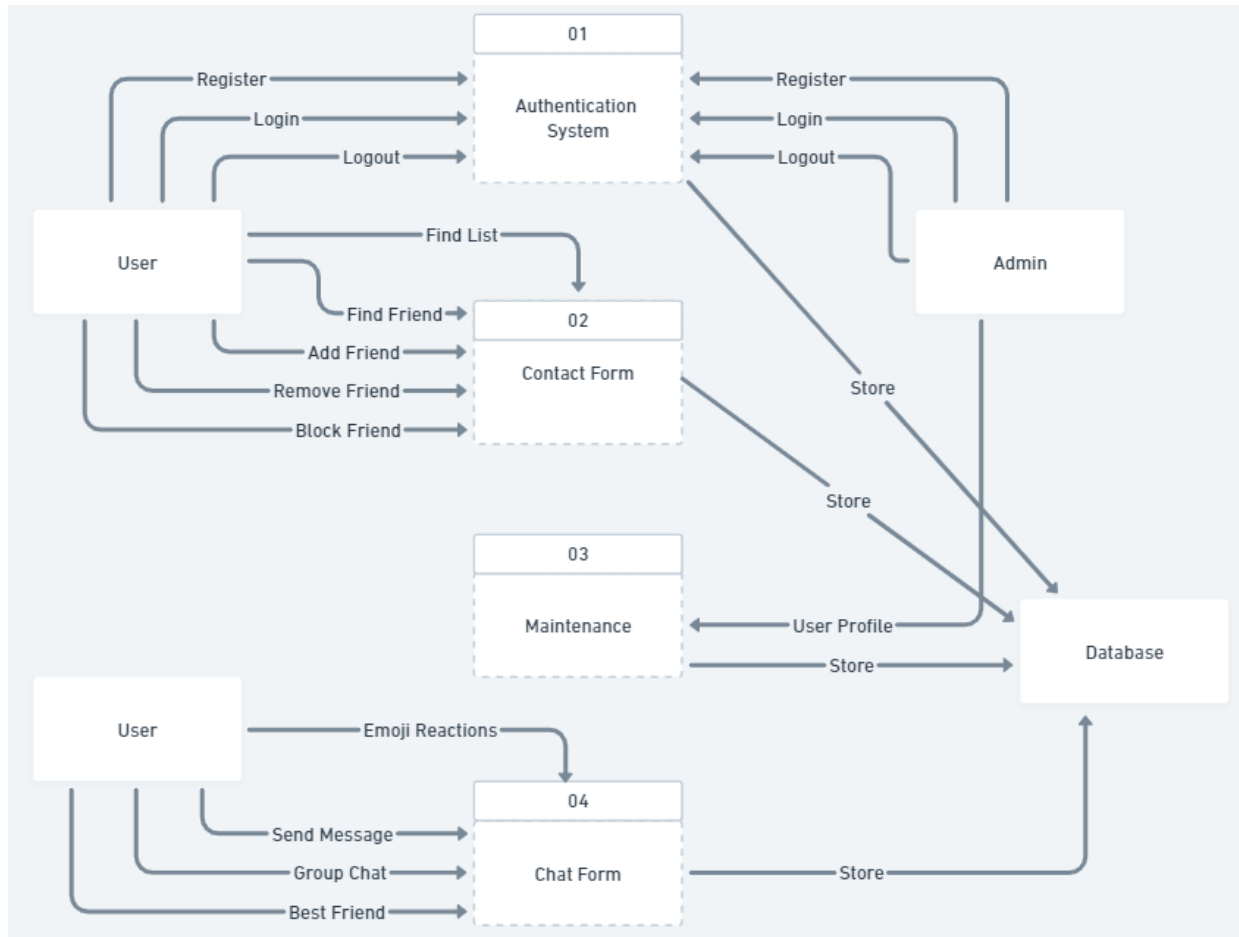 01
Authentication
System
Register
Login
Logout
Register
Login
Logout
User
Admin
Find List
Find Friend
Add Friend
Remove Friend
Block Friend
02
Contact Form
Store
Store
03
Maintenance
User Profile
Store
Database
User
Emoji Reactions
Send Message
Group Chat
Best Friend
04
Chat Form
Store